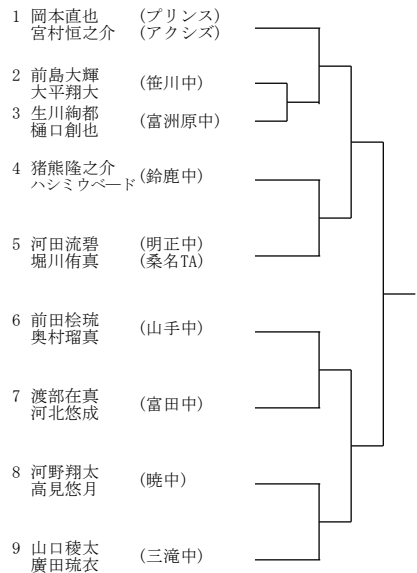 1 岡本直也 (プリンス)
宮村恒之介 (アクシズ)
2 前島大輝
大平翔大 (笹川中)
3 生川絢都
樋口創也 (富洲原中)
4 猪熊隆之介
ハシミウベード (鈴鹿中)
5 河田流碧 (明正中)
堀川侑真 (桑名TA)
6 前田桧琉
奥村瑠真 (山手中)
7 渡部在真
河北悠成 (富田中)
8 河野翔太
高見悠月 (暁中)
9 山口稜太
廣田琉衣 (三滝中)